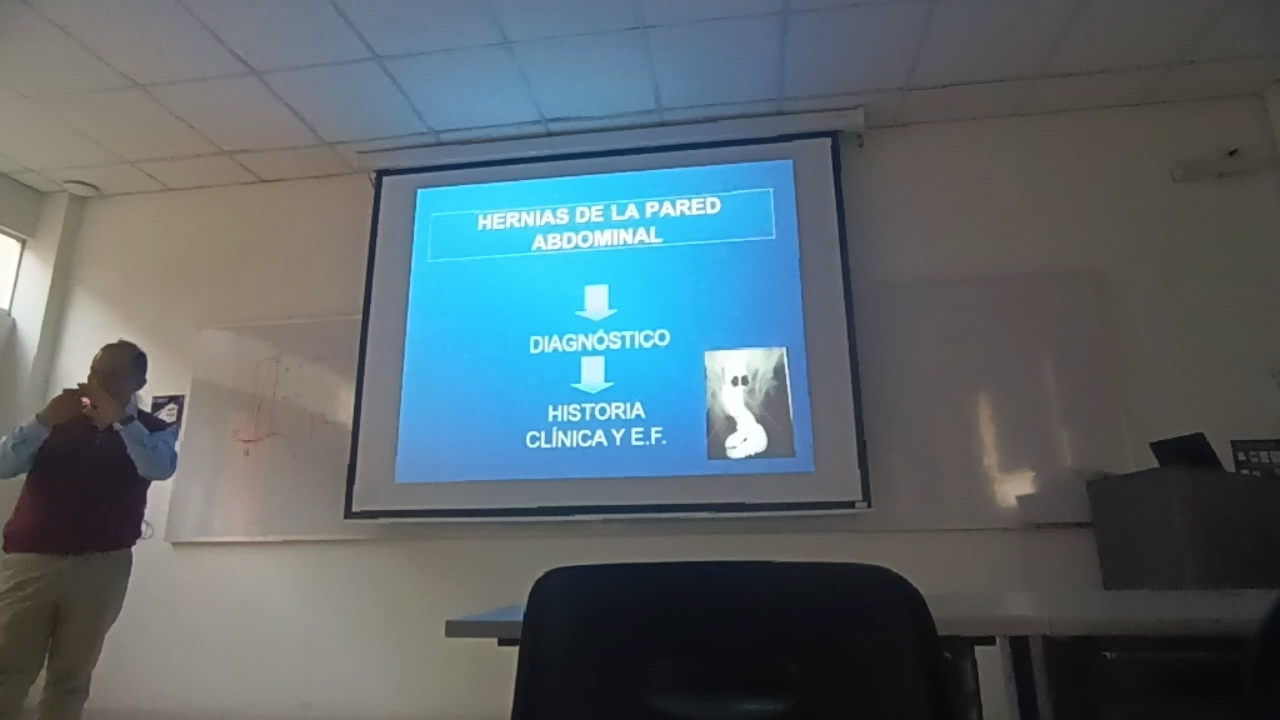 HERNIAS DE LA PARED
ABDOMINAL
DIAGNÓSTICO
HISTORIA
CLÍNICA Y E.F.